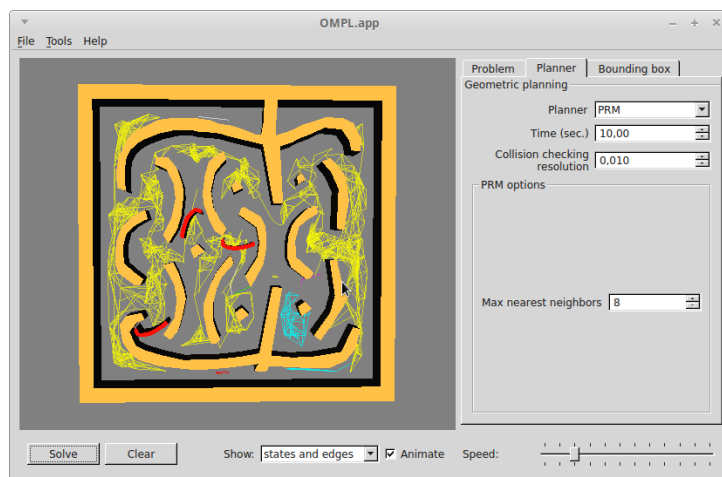 OMPL.app
File Tools Help
Problem Planner Bounding box
Geometric planning
Planner PRM
Time (sec.) 10,00
Collision checking
resolution 0,010
PRM options
Max nearest neighbors 8
Solve Clear Show: states and edges Animate Speed: